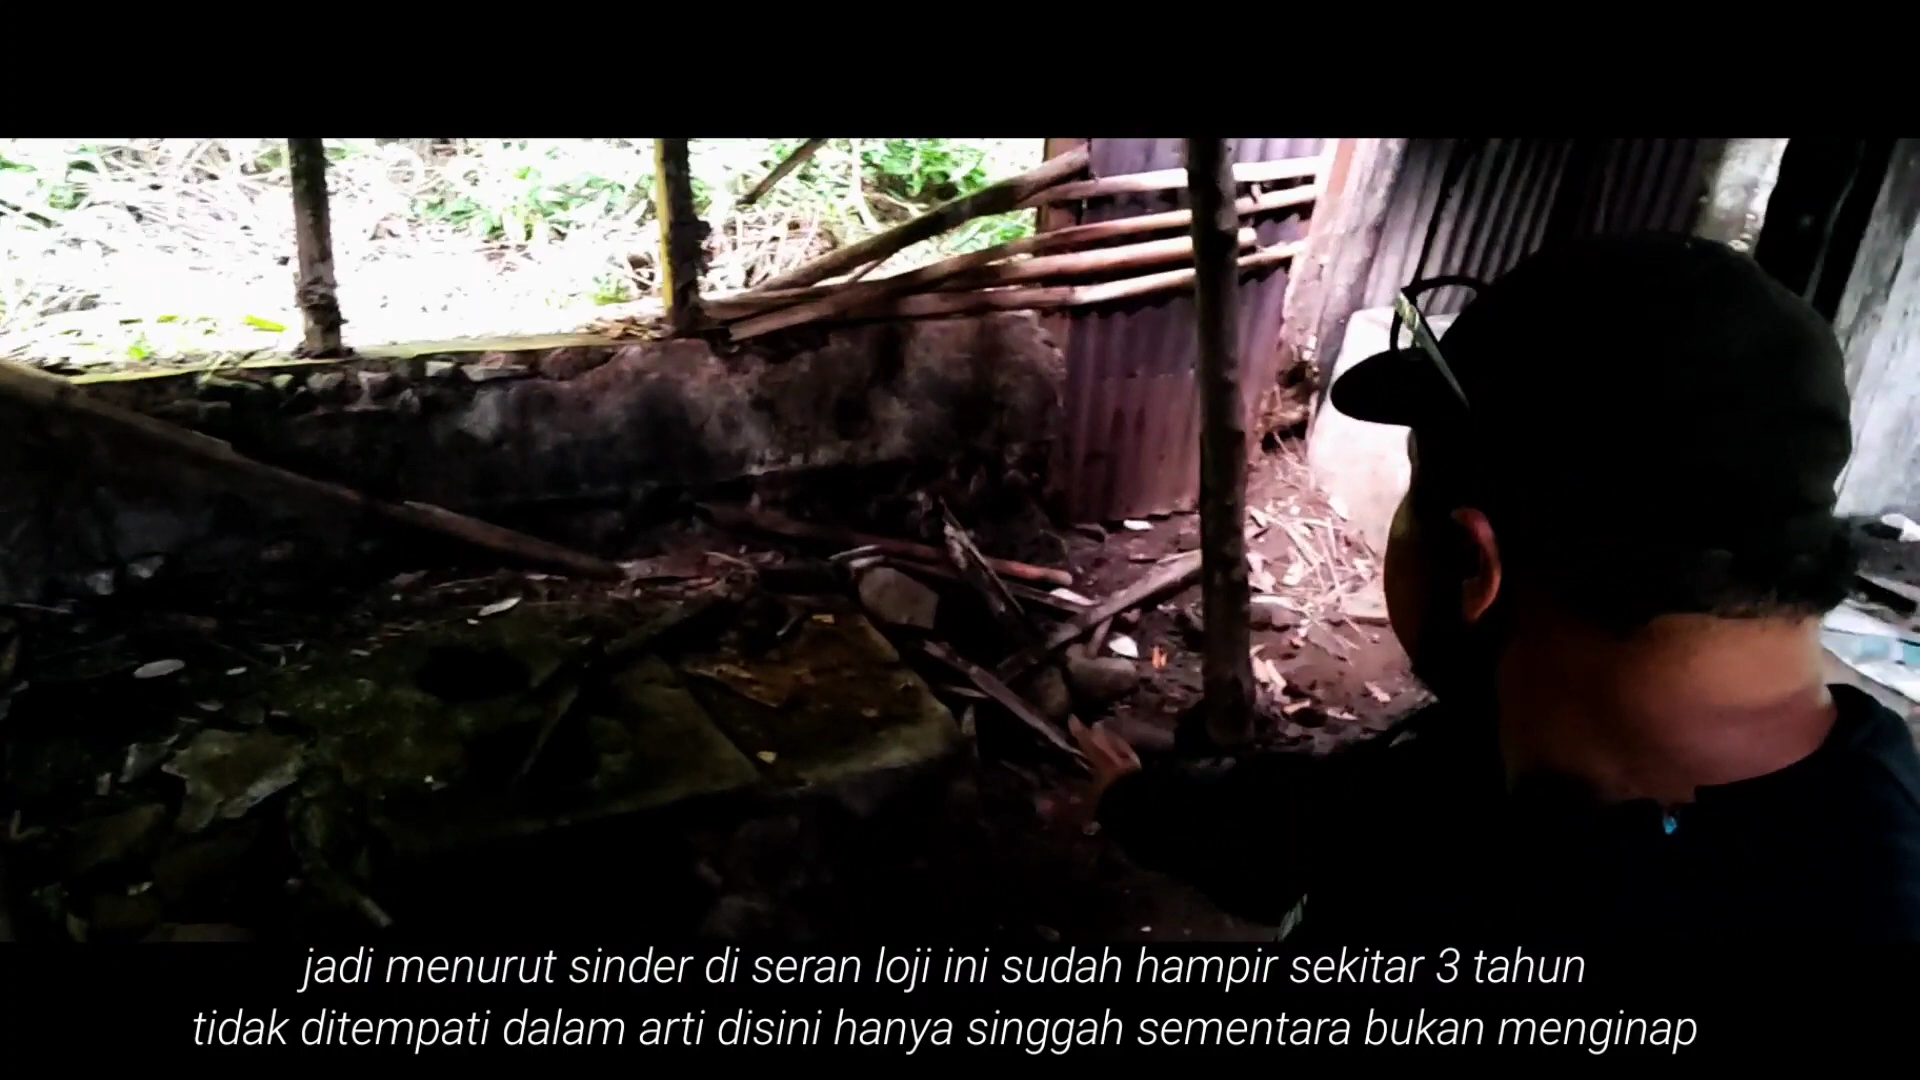 jadi menurut sinder di seran loji ini sudah hampir sekitar 3 tahun
tidak ditempati dalam arti disini hanya singgah sementara bukan menginap